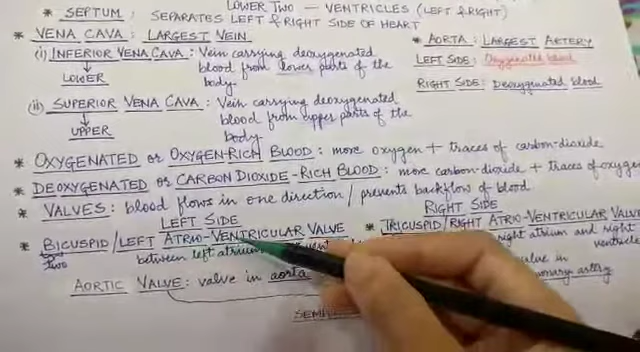 LOWER TWO — VENTRICLES (LEFT & RIGHT)
* SEPTUM : SEPARATES LEFT & RIGHT SIDE OF HEART
* VENA CAVA : LARGEST VEIN
(i) INFERIOR VENA CAVA : Vein carrying deoxygenated
blood from lower parts of the
body.
LOWER
(ii) SUPERIOR VENA CAVA : Vein carrying deoxygenated
blood from upper parts of the
body
UPPER
* AORTA : LARGEST ARTERY
LEFT SIDE : Oxygenated blood
RIGHT SIDE : Deoxygenated blood
* OXYGENATED or OXYGEN-RICH BLOOD : more oxygen + traces of carbon-dioxide
* DEOXYGENATED or CARBON DIOXIDE-RICH BLOOD : more carbon-dioxide + traces of oxygen
* VALVES : blood flows in one direction / prevents backflow of blood
LEFT SIDE
* BICUSPID / LEFT ATRIO-VENTRICULAR VALVE
Two
between left atrium
AORTIC VALVE : valve in aorta
RIGHT SIDE
* TRICUSPID / RIGHT ATRIO-VENTRICULAR VALVE
right atrium and right
ventricle
valve in
artery